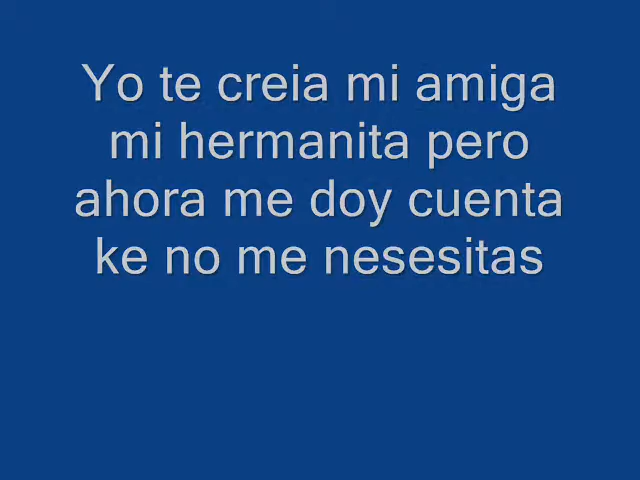 Yo te creia mi amiga
mi hermanita pero
ahora me doy cuenta
ke no me nesesitas